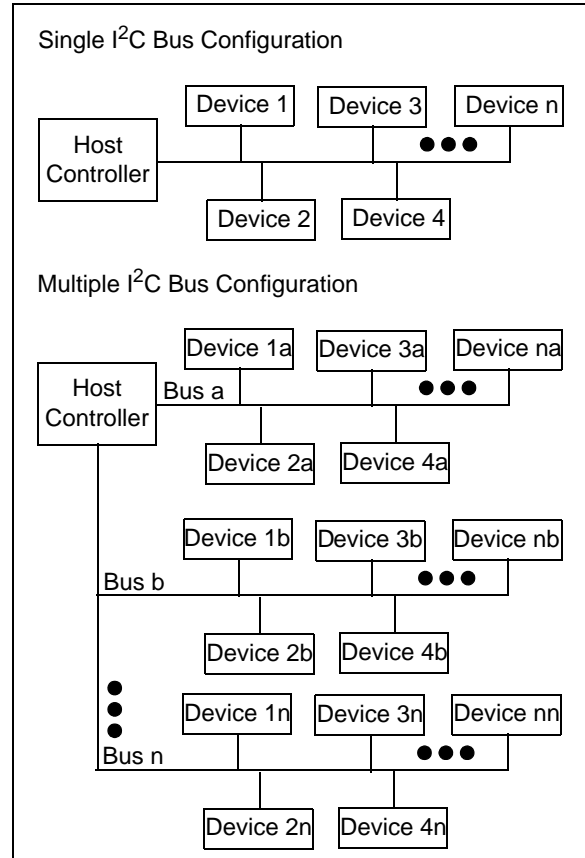 Single I²C Bus Configuration
Device 1
Device 3
Device n
Host
Controller
Device 2
Device 4
Multiple I²C Bus Configuration
Device 1a
Device 3a
Device na
Host
Controller
Bus a
Device 2a
Device 4a
Device 1b
Device 3b
Device nb
Bus b
Device 2b
Device 4b
Device 1n
Device 3n
Device nn
Bus n
Device 2n
Device 4n